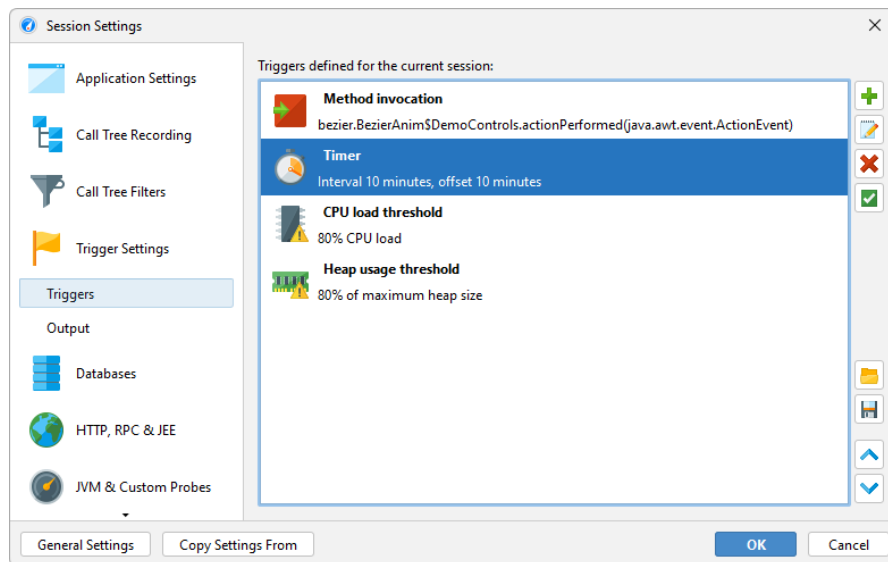 Session Settings
Application Settings
Call Tree Recording
Call Tree Filters
Trigger Settings
Triggers
Output
Databases
HTTP, RPC & JEE
JVM & Custom Probes
Triggers defined for the current session:
Method invocation
bezier.BezierAnim$DemoControls.actionPerformed(java.awt.event.ActionEvent)
Timer
Interval 10 minutes, offset 10 minutes
CPU load threshold
80% CPU load
Heap usage threshold
80% of maximum heap size
General Settings
Copy Settings From
OK
Cancel